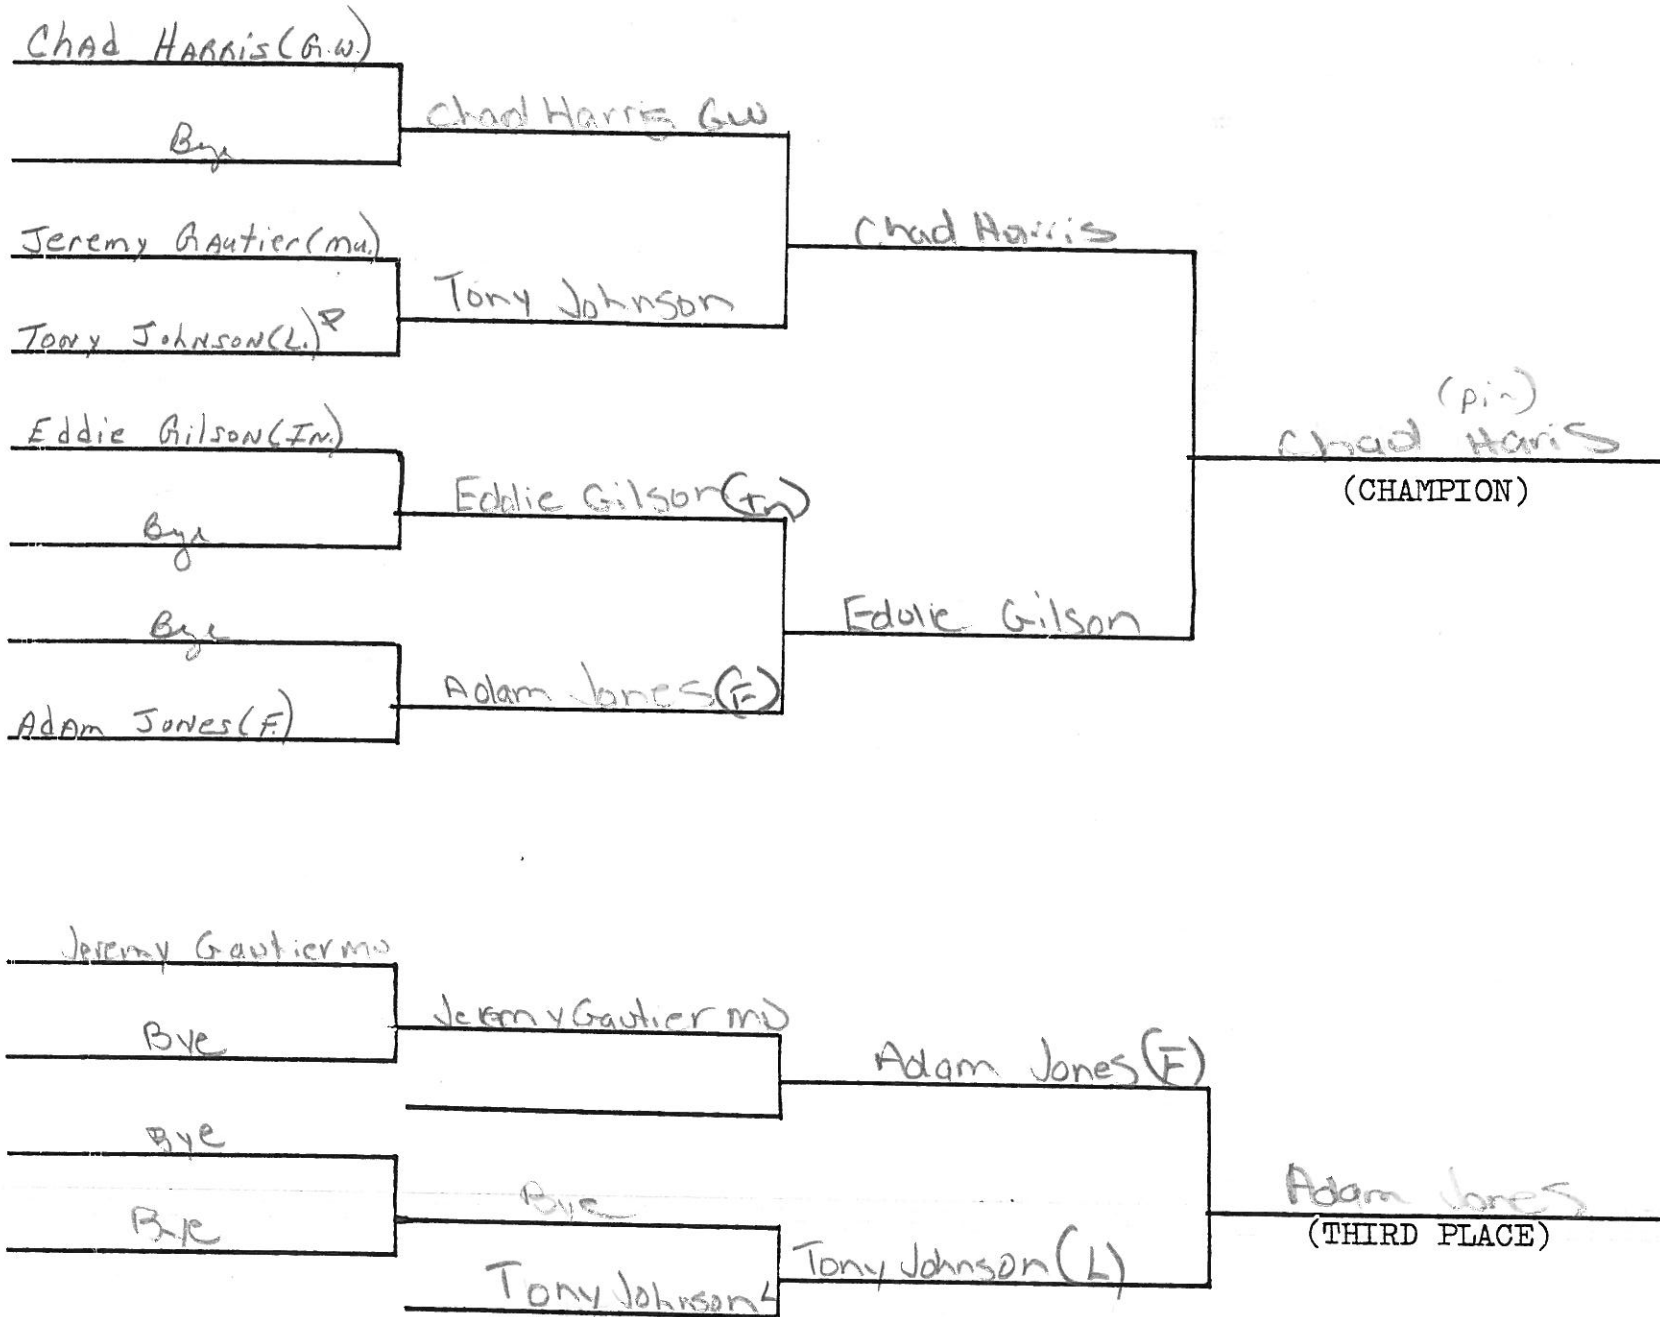 Chad Harris (G.W.)
Bye
Chad Harris GW
Jeremy Gautier (Mu.)
Tony Johnson (L.)
Tony Johnson
Chad Harris
Eddie Gilson (In.)
Bye
Eddie Gilson (In)
Bye
Adam Jones (F.)
Adam Jones (F)
Eddie Gilson
(pin)
Chad Haris
(CHAMPION)
Jeremy Gautier mu
Bye
Jeremy Gautier mu
Bye
Bye
Bye
Tony Johnson L
Adam Jones (F)
Tony Johnson (L)
Adam Jones
(THIRD PLACE)